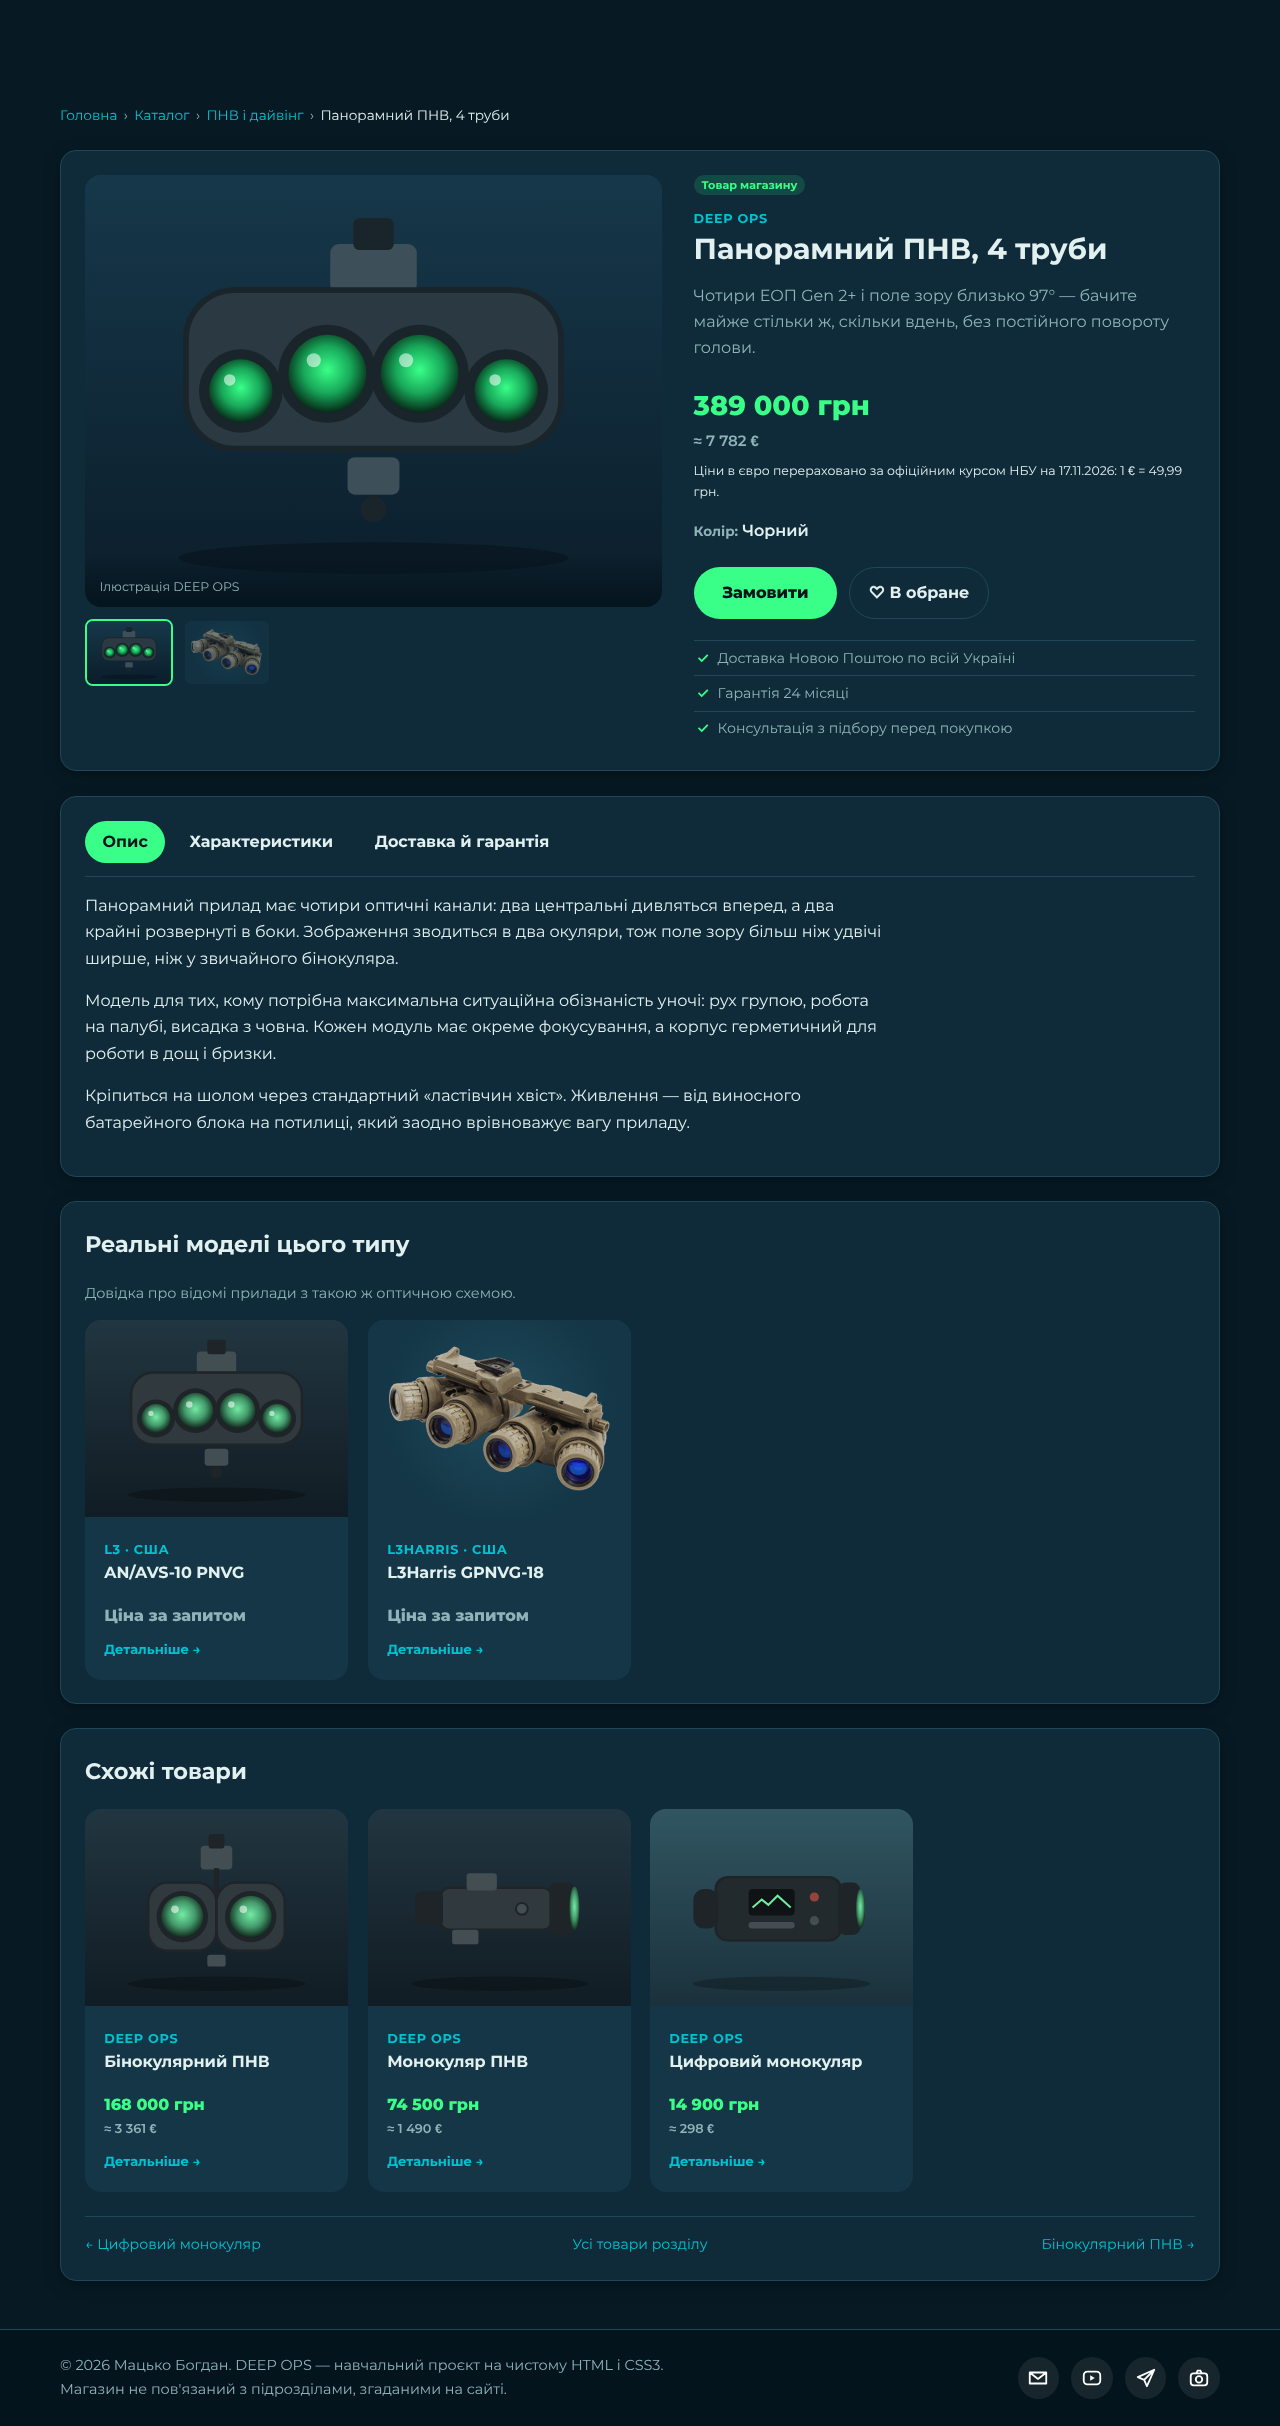 Головна › Каталог › ПНВ і дайвінг › Панорамний ПНВ, 4 труби
Ілюстрація DEEP OPS
Товар магазину
DEEP OPS
Панорамний ПНВ, 4 труби
Чотири ЕОП Gen 2+ і поле зору близько 97° — бачите
майже стільки ж, скільки вдень, без постійного повороту
голови.
389 000 грн
≈ 7 782 €
Ціни в євро перераховано за офіційним курсом НБУ на 17.11.2026: 1 € = 49,99
грн.
Колір: Чорний
Замовити
♡ В обране
✓ Доставка Новою Поштою по всій Україні
✓ Гарантія 24 місяці
✓ Консультація з підбору перед покупкою
Опис Характеристики Доставка й гарантія
Панорамний прилад має чотири оптичні канали: два центральні дивляться вперед, а два
крайні розвернуті в боки. Зображення зводиться в два окуляри, тож поле зору більш ніж удвічі
ширше, ніж у звичайного бінокуляра.
Модель для тих, кому потрібна максимальна ситуаційна обізнаність уночі: рух групою, робота
на палубі, висадка з човна. Кожен модуль має окреме фокусування, а корпус герметичний для
роботи в дощ і бризки.
Кріпиться на шолом через стандартний «ластівчин хвіст». Живлення — від виносного
батарейного блока на потилиці, який заодно врівноважує вагу приладу.
Реальні моделі цього типу
Довідка про відомі прилади з такою ж оптичною схемою.
L3 · США
AN/AVS-10 PNVG
Ціна за запитом
Детальніше →
L3HARRIS · США
L3Harris GPNVG-18
Ціна за запитом
Детальніше →
Схожі товари
DEEP OPS
Бінокулярний ПНВ
168 000 грн
≈ 3 361 €
Детальніше →
DEEP OPS
Монокуляр ПНВ
74 500 грн
≈ 1 490 €
Детальніше →
DEEP OPS
Цифровий монокуляр
14 900 грн
≈ 298 €
Детальніше →
← Цифровий монокуляр
Усі товари розділу
Бінокулярний ПНВ →
© 2026 Мацько Богдан. DEEP OPS — навчальний проєкт на чистому HTML і CSS3.
Магазин не пов'язаний з підрозділами, згаданими на сайті.